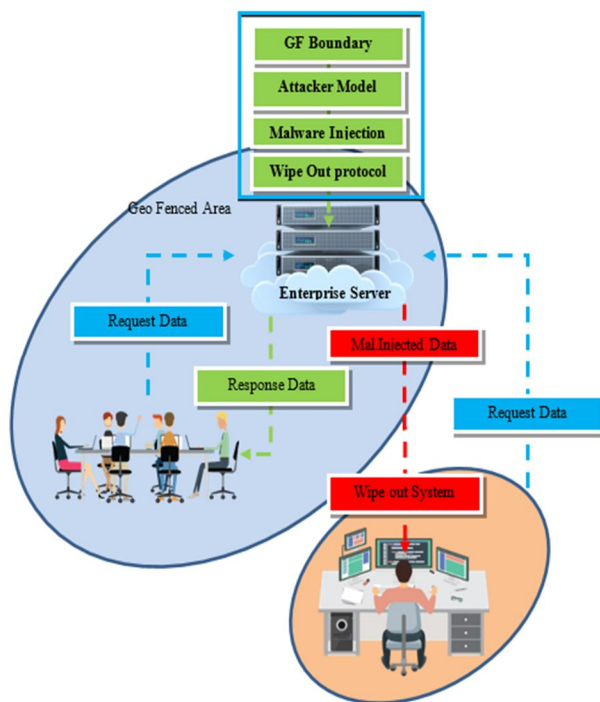 GF Boundary
Attacker Model
Malware Injection
Wipe Out protocol
Geo Fenced Area
Enterprise Server
Request Data
Mal.Injected Data
Response Data
Request Data
Wipe out System